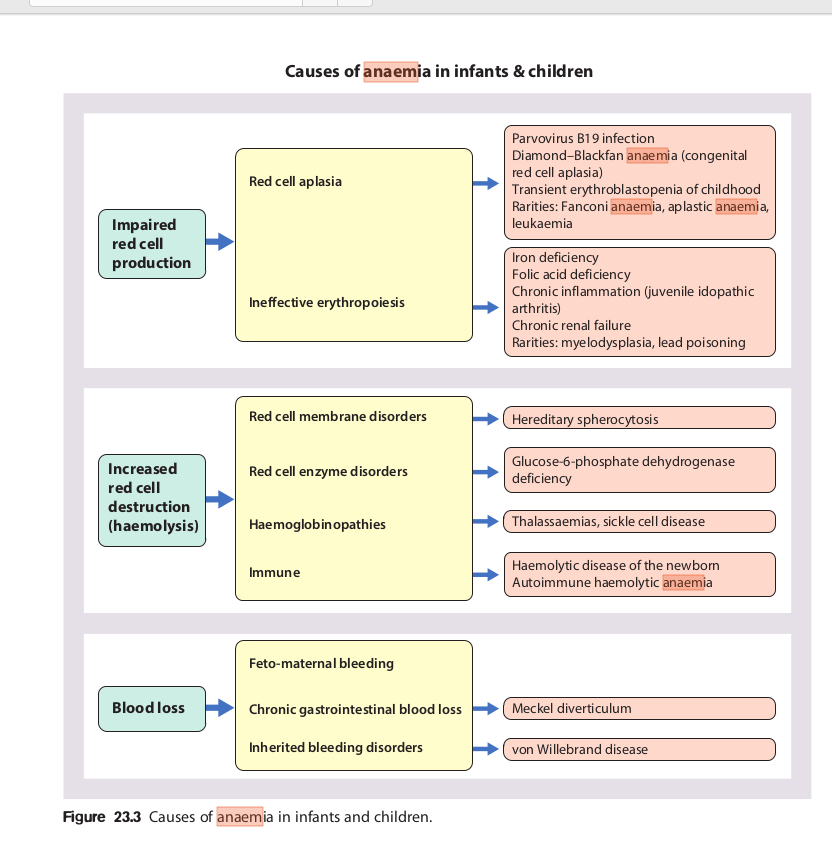 Causes of anaemia in infants & children
Impaired
red cell
production
Red cell aplasia
Parvovirus B19 infection
Diamond–Blackfan anaemia (congenital
red cell aplasia)
Transient erythroblastopenia of childhood
Rarities: Fanconi anaemia, aplastic anaemia,
leukaemia
Ineffective erythropoiesis
Iron deficiency
Folic acid deficiency
Chronic inflammation (juvenile idopathic
arthritis)
Chronic renal failure
Rarities: myelodysplasia, lead poisoning
Increased
red cell
destruction
(haemolysis)
Red cell membrane disorders
Hereditary spherocytosis
Red cell enzyme disorders
Glucose-6-phosphate dehydrogenase
deficiency
Haemoglobinopathies
Thalassaemias, sickle cell disease
Immune
Haemolytic disease of the newborn
Autoimmune haemolytic anaemia
Blood loss
Feto-maternal bleeding
Chronic gastrointestinal blood loss
Meckel diverticulum
Inherited bleeding disorders
von Willebrand disease
Figure 23.3 Causes of anaemia in infants and children.